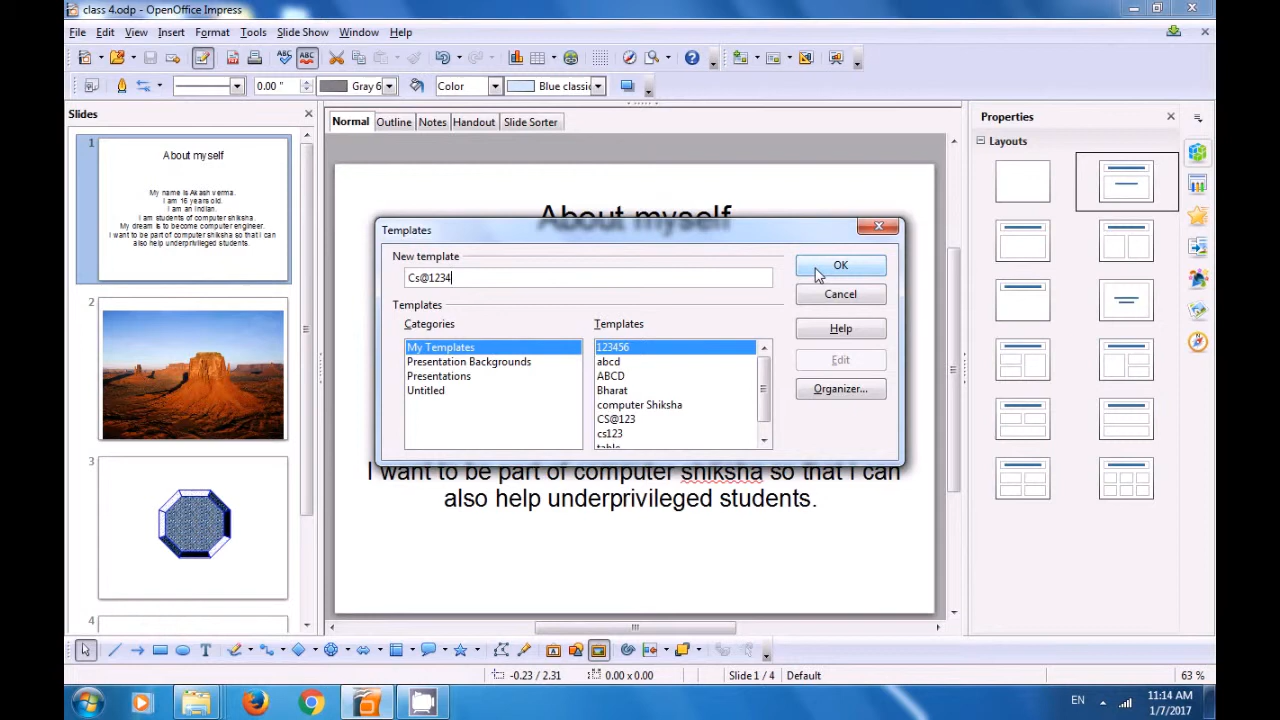 class 4.odp - OpenOffice Impress
File Edit View Insert Format Tools Slide Show Window Help
0.00 " Gray 6 Color Blue classic
Slides
Normal Outline Notes Handout Slide Sorter
Properties
Layouts
1
About myself
My name is Akash verma.
I am 16 years old.
I am an Indian.
I am students of computer shiksha.
My dream is to become computer engineer.
I want to be part of computer shiksha so that I can
also help underprivileged students.
2
3
4
About myself
Templates
New template
Cs@1234
OK
Cancel
Help
Edit
Organizer...
Templates
Categories
My Templates
Presentation Backgrounds
Presentations
Untitled
Templates
123456
abcd
ABCD
Bharat
computer Shiksha
CS@123
cs123
table
I want to be part of computer shiksha so that I can
also help underprivileged students.
-0.23 / 2.31 0.00 x 0.00 Slide 1 / 4 Default 63 %
EN 11:14 AM
1/7/2017